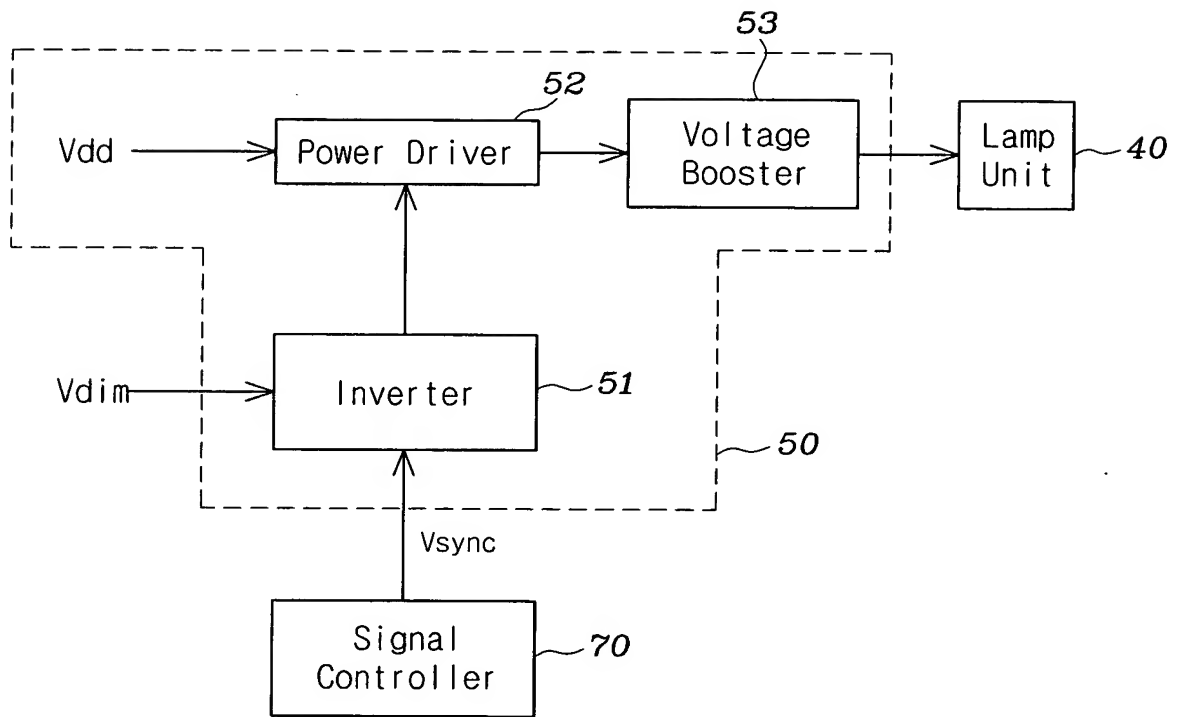 53
52
Vdd
Power Driver
Voltage
Booster
Lamp
Unit
40
Vdim
Inverter
51
50
Vsync
Signal
Controller
70